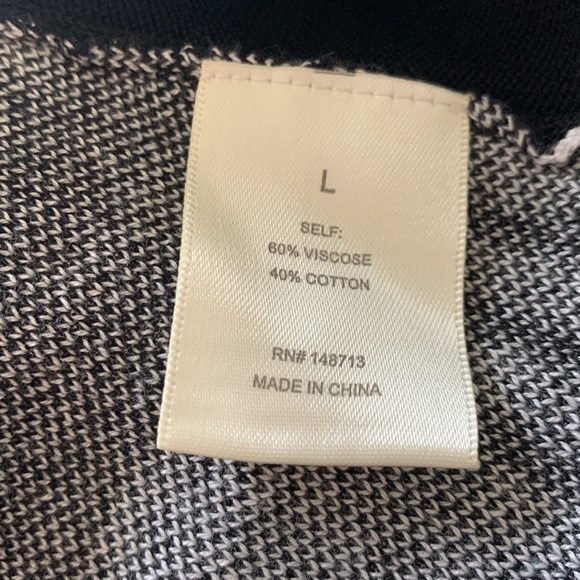 L
SELF:
60% VISCOSE
40% COTTON
RN# 148713
MADE IN CHINA